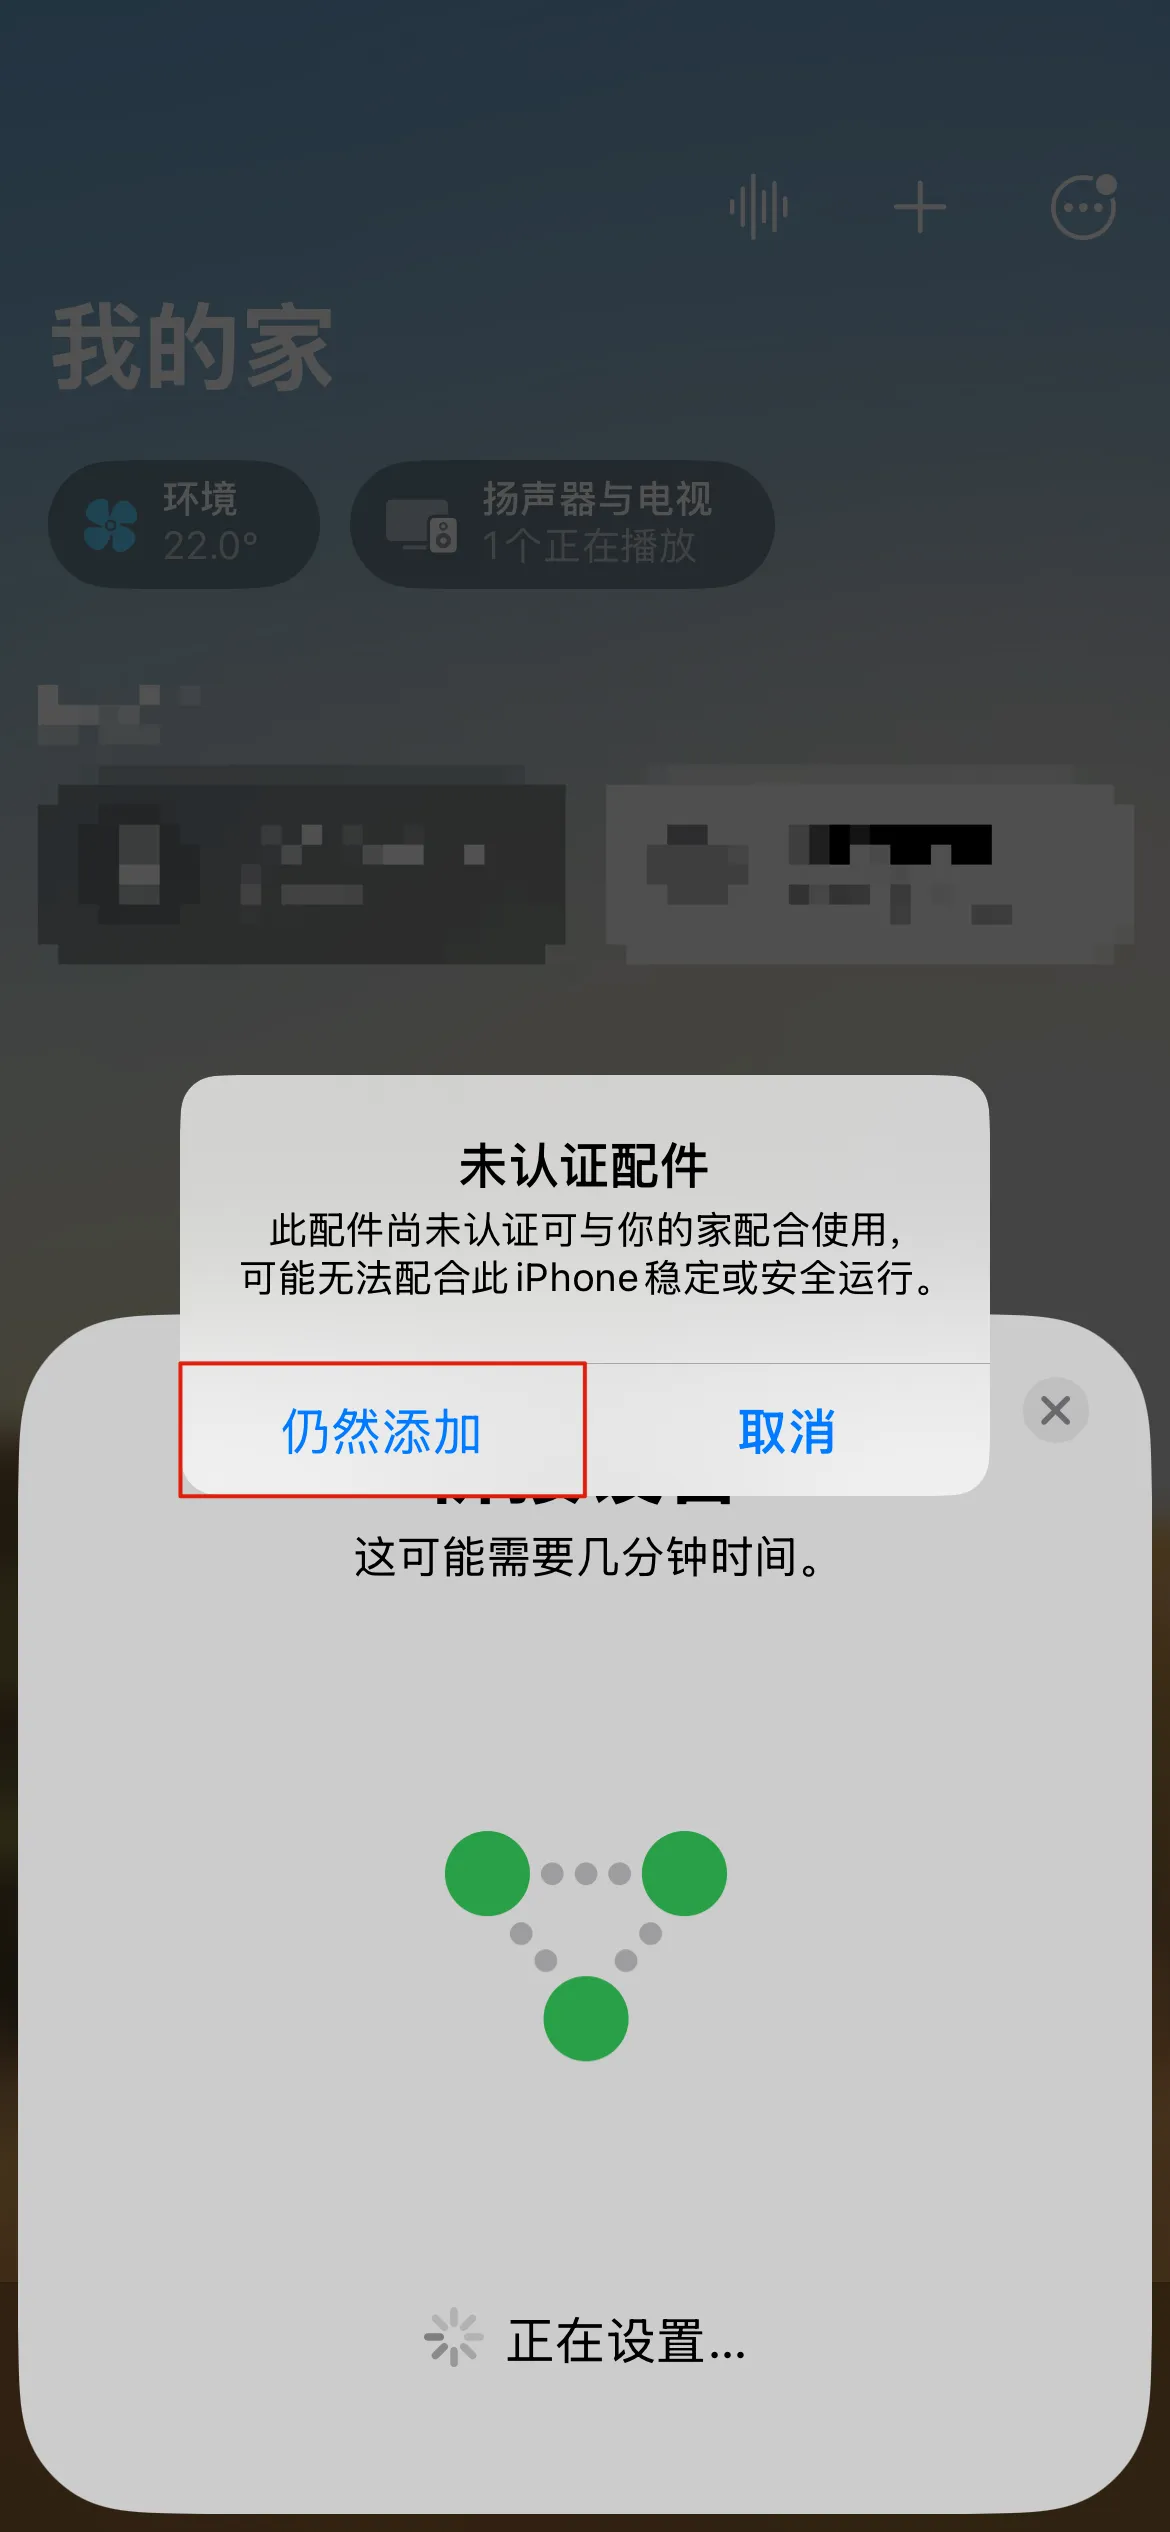 我的家
环境
22.0°
扬声器与电视
1个正在播放
未认证配件
此配件尚未认证可与你的家配合使用，
可能无法配合此iPhone稳定或安全运行。
仍然添加
取消
这可能需要几分钟时间。
正在设置...